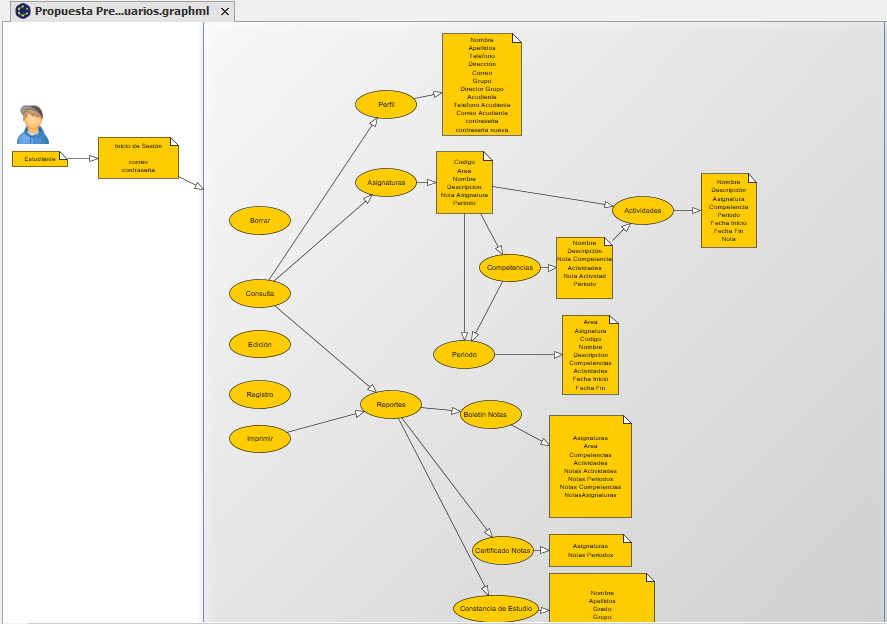 Propuesta Pre...uarios.graphml
Estudiante
Inicio de Sesión
correo
contraseña
Borrar
Consulta
Edición
Registro
Imprimir
Perfil
Nombre
Apellidos
Telefono
Dirección
Correo
Grupo
Director Grupo
Acudiente
Telefono Acudiente
Correo Acudiente
contraseña
contraseña nueva
Asignaturas
Codigo
Area
Nombre
Descripcion
Nota Asignatura
Periodo
Actividades
Nombre
Descripción
Asignatura
Competencia
Periodo
Fecha Inicio
Fecha Fin
Nota
Competencias
Nombre
Descripción
Nota Competencia
Actividades
Nota Actividad
Periodo
Periodo
Area
Asignatura
Codigo
Nombre
Descripción
Competencias
Actividades
Fecha Inicio
Fecha Fin
Reportes
Boletin Notas
Asignaturas
Area
Competencias
Actividades
Notas Actividades
Notas Periodos
Notas Competencias
NotasAsignaturas
Certificado Notas
Asignaturas
Notas Periodos
Constancia de Estudio
Nombre
Apellidos
Grado
Grupo